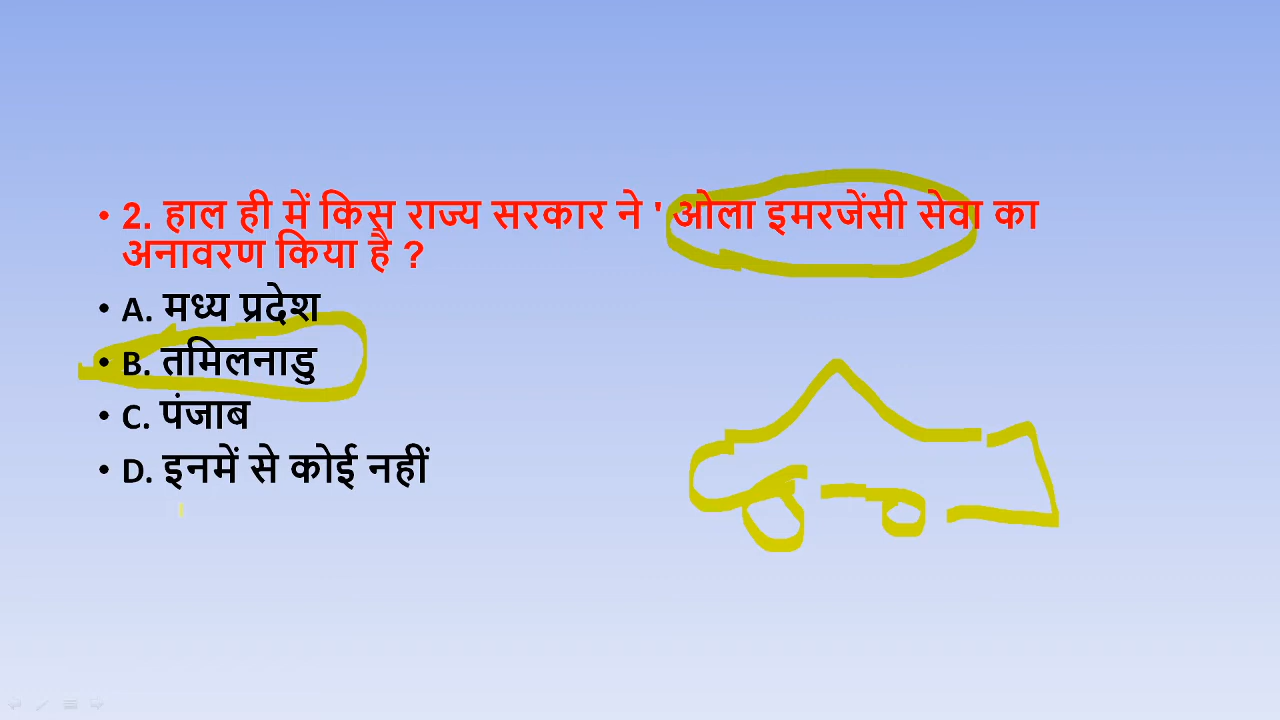 • 2. हाल ही में किस राज्य सरकार ने ' ओला इमरजेंसी सेवा का
अनावरण किया है ?
• A. मध्य प्रदेश
• B. तमिलनाडु
• C. पंजाब
• D. इनमें से कोई नहीं